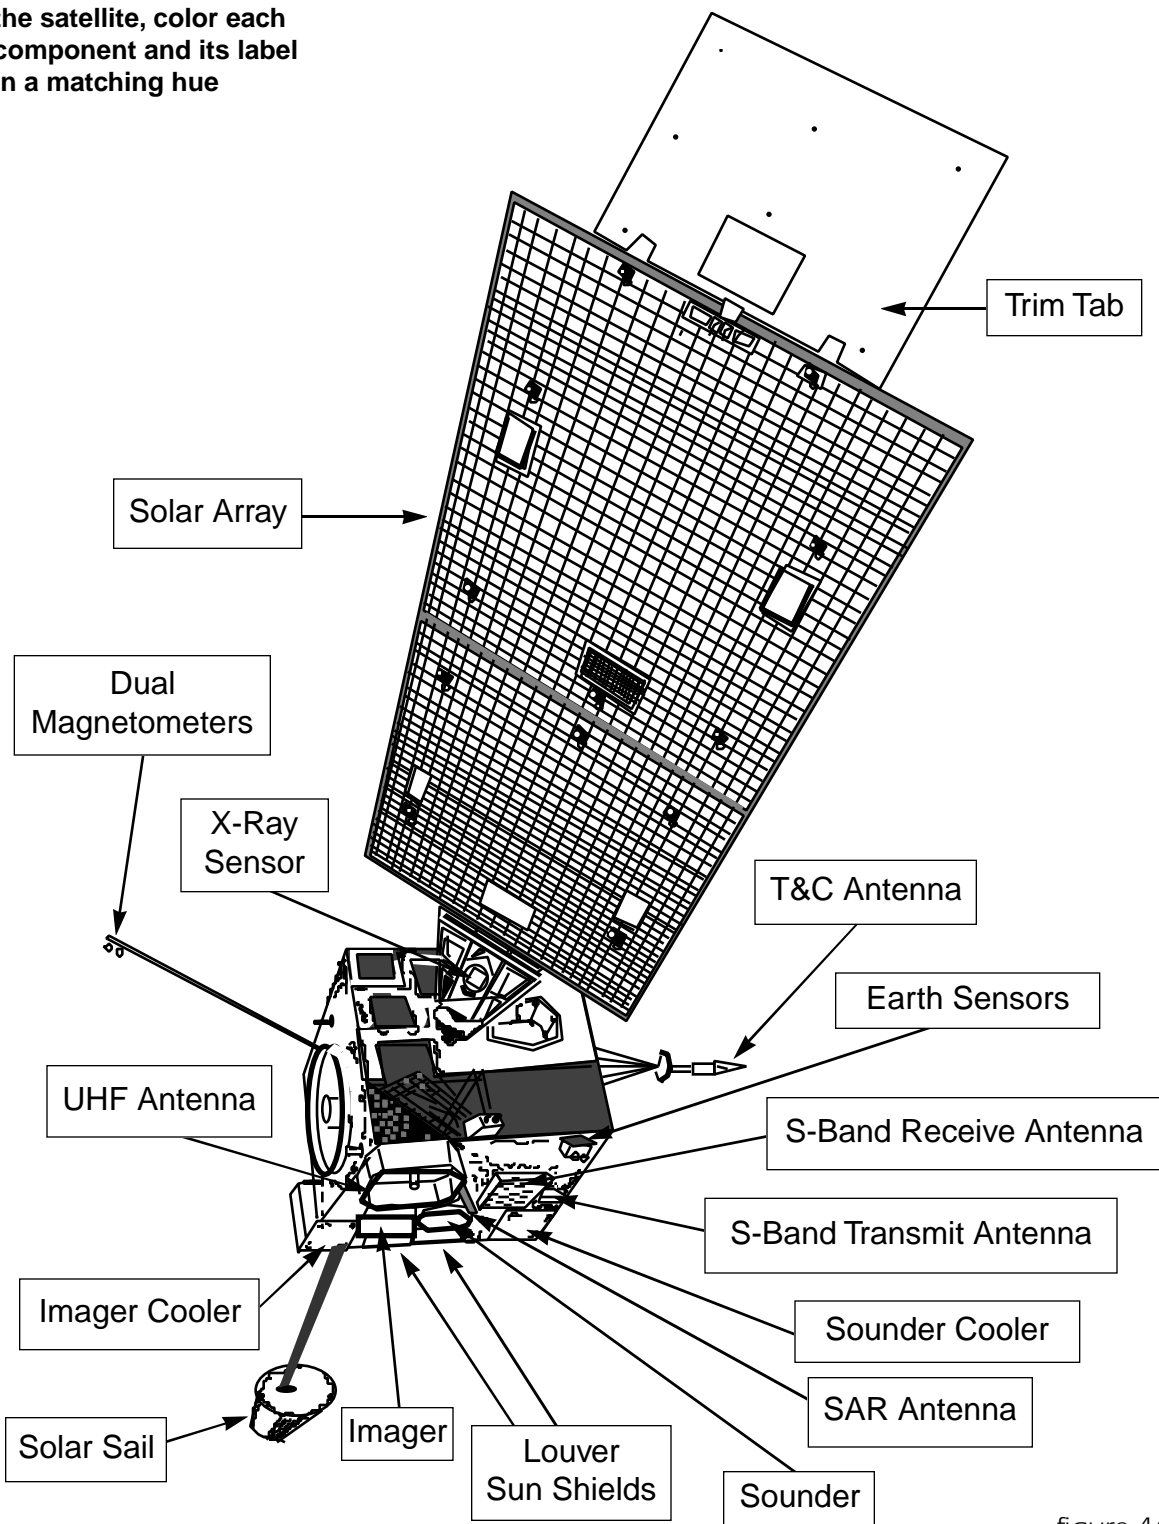 the satellite, color each
component and its label
in a matching hue
Trim Tab
Solar Array
Dual
Magnetometers
X-Ray
Sensor
T&C Antenna
Earth Sensors
UHF Antenna
S-Band Receive Antenna
S-Band Transmit Antenna
Imager Cooler
Sounder Cooler
SAR Antenna
Solar Sail
Imager
Louver
Sun Shields
Sounder
figure